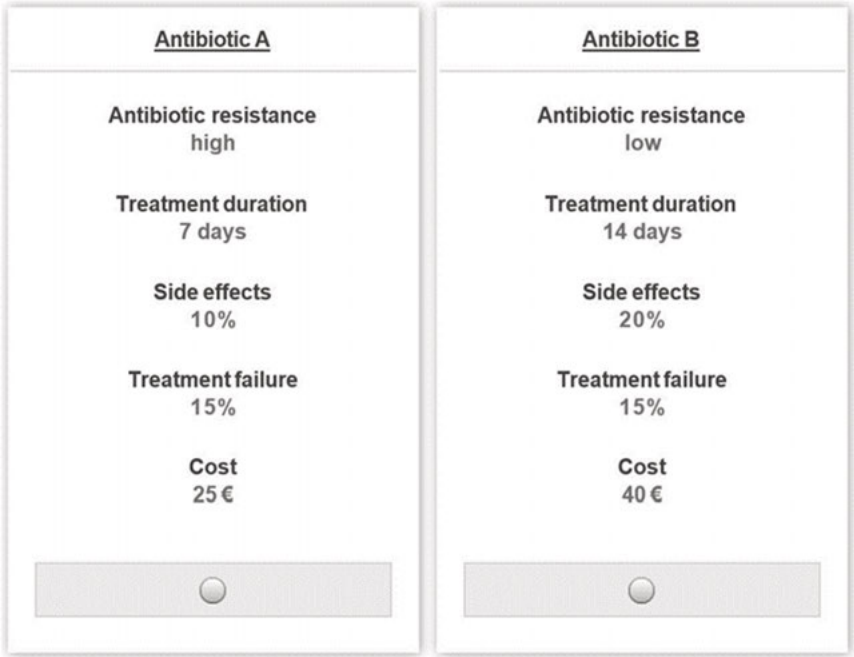 Antibiotic A
Antibiotic resistance
high
Treatment duration
7 days
Side effects
10%
Treatment failure
15%
Cost
25 €
Antibiotic B
Antibiotic resistance
low
Treatment duration
14 days
Side effects
20%
Treatment failure
15%
Cost
40 €